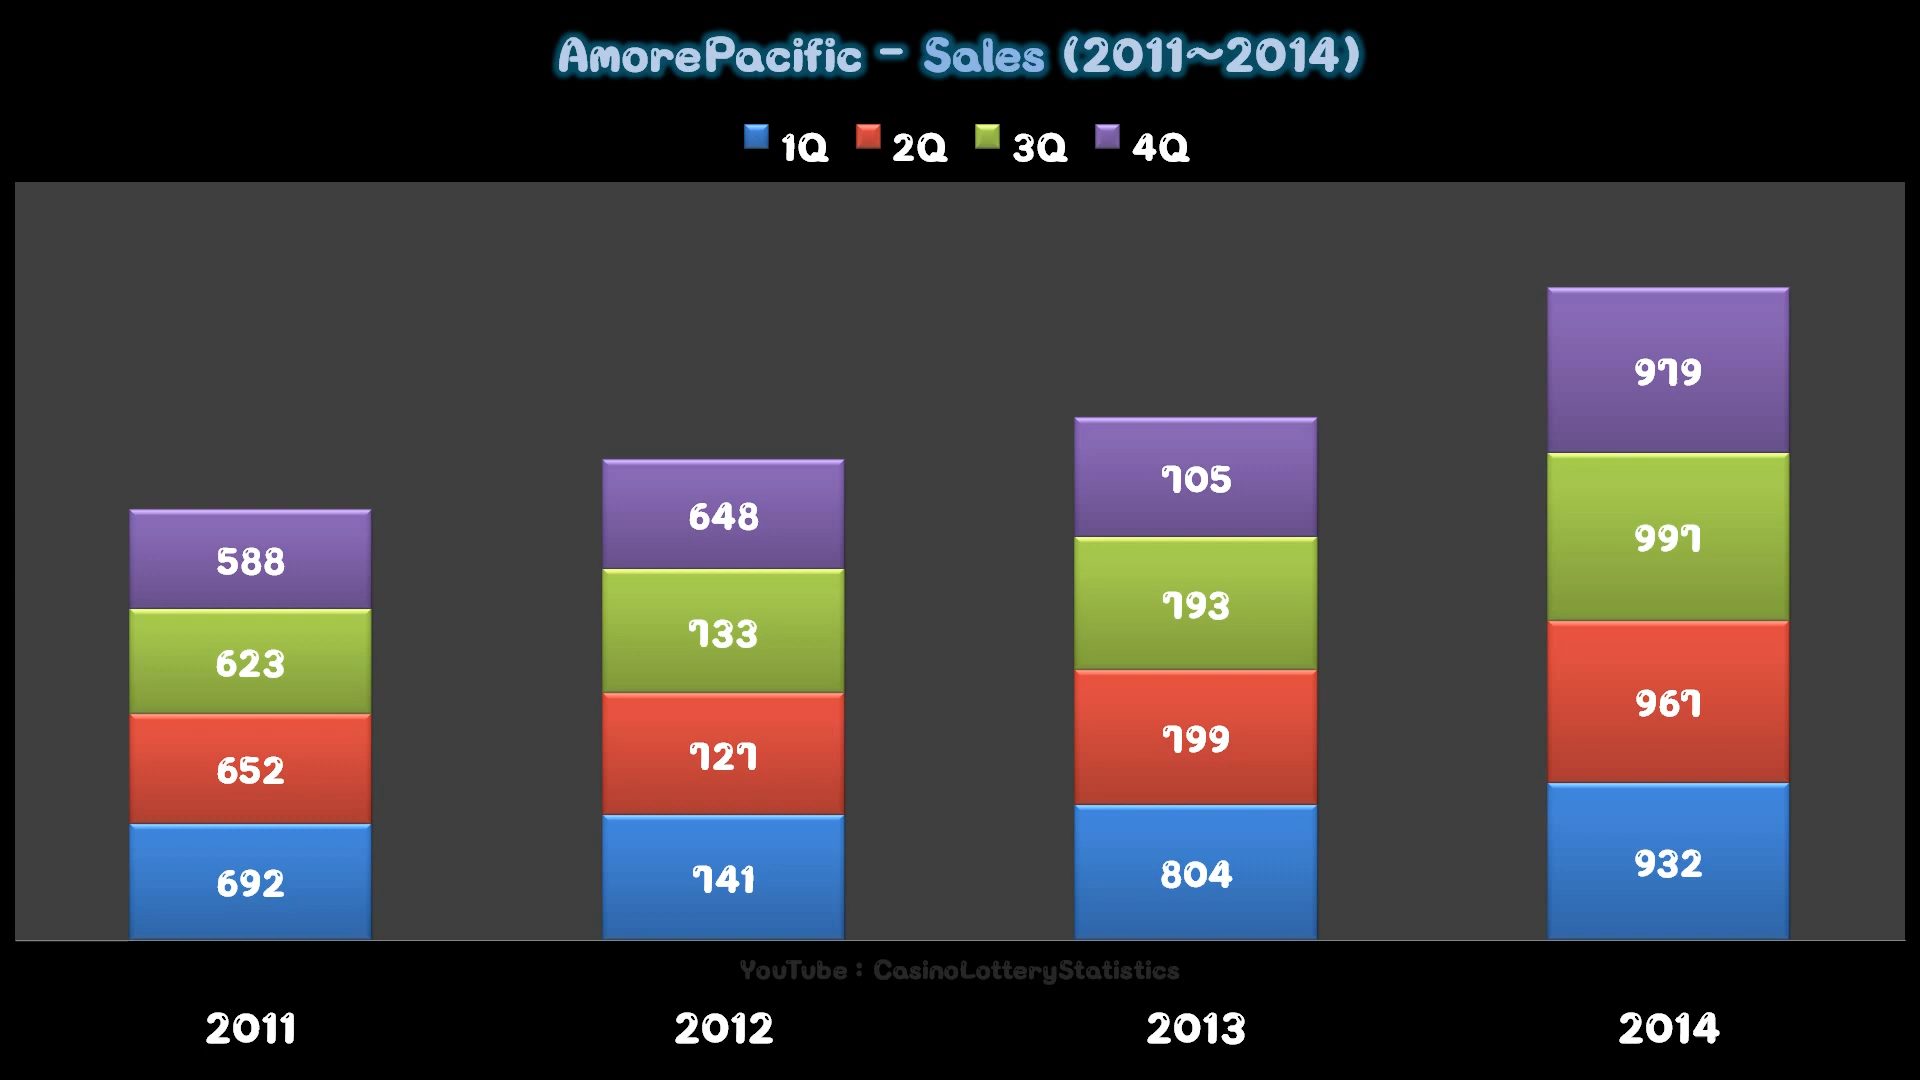 AmorePacific - Sales (2011~2014)
1Q 2Q 3Q 4Q
588 648 705 979
623 733 793 997
652 727 799 967
692 741 804 932
YouTube : CasinoLotteryStatistics
2011 2012 2013 2014